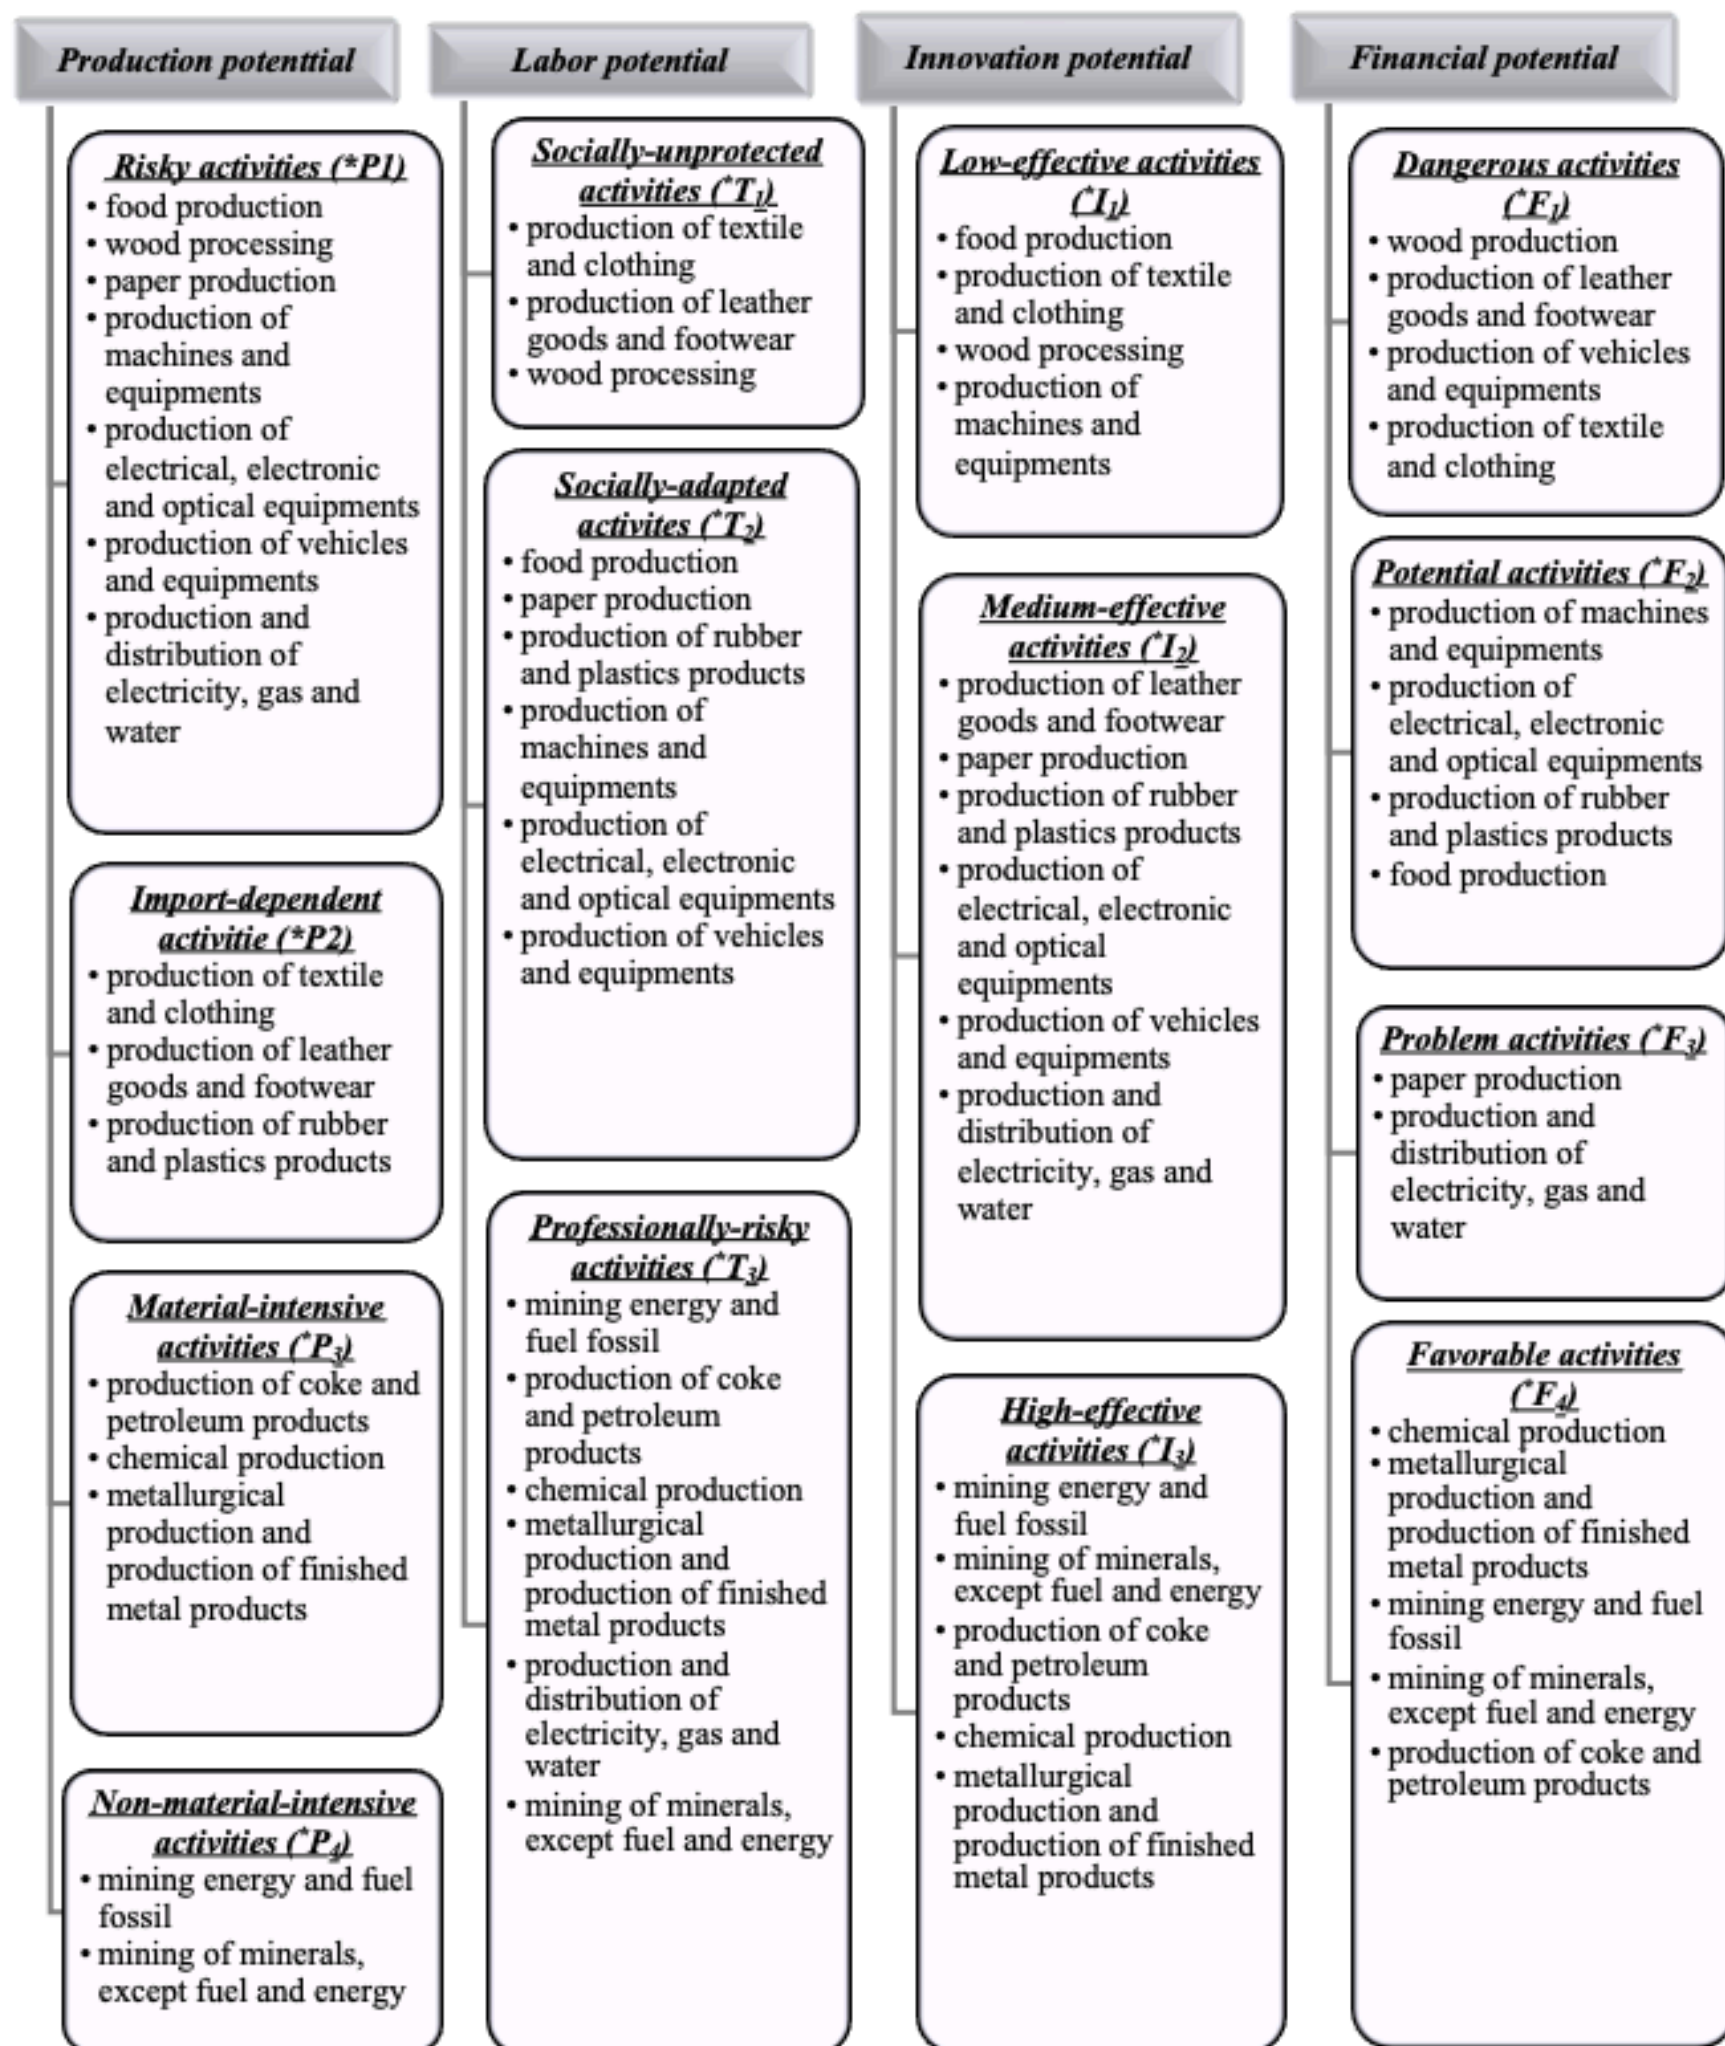 Production potenttial
Risky activities (*P1)
• food production
• wood processing
• paper production
• production of
machines and
equipments
• production of
electrical, electronic
and optical equipments
• production of vehicles
and equipments
• production and
distribution of
electricity, gas and
water
Import-dependent
activitie (*P2)
• production of textile
and clothing
• production of leather
goods and footwear
• production of rubber
and plastics products
Material-intensive
activities (*P3)
• production of coke and
petroleum products
• chemical production
• metallurgical
production and
production of finished
metal products
Non-material-intensive
activities (*P4)
• mining energy and fuel
fossil
• mining of minerals,
except fuel and energy
Labor potential
Socially-unprotected
activities (*T1)
• production of textile
and clothing
• production of leather
goods and footwear
• wood processing
Socially-adapted
activites (*T2)
• food production
• paper production
• production of rubber
and plastics products
• production of
machines and
equipments
• production of
electrical, electronic
and optical equipments
• production of vehicles
and equipments
Professionally-risky
activities (*T3)
• mining energy and
fuel fossil
• production of coke
and petroleum
products
• chemical production
• metallurgical
production and
production of finished
metal products
• production and
distribution of
electricity, gas and
water
• mining of minerals,
except fuel and energy
Innovation potential
Low-effective activities
(*I1)
• food production
• production of textile
and clothing
• wood processing
• production of
machines and
equipments
Medium-effective
activities (*I2)
• production of leather
goods and footwear
• paper production
• production of rubber
and plastics products
• production of
electrical, electronic
and optical
equipments
• production of vehicles
and equipments
• production and
distribution of
electricity, gas and
water
High-effective
activities (*I3)
• mining energy and
fuel fossil
• mining of minerals,
except fuel and energy
• production of coke
and petroleum
products
• chemical production
• metallurgical
production and
production of finished
metal products
Financial potential
Dangerous activities
(*F1)
• wood production
• production of leather
goods and footwear
• production of vehicles
and equipments
• production of textile
and clothing
Potential activities (*F2)
• production of machines
and equipments
• production of
electrical, electronic
and optical equipments
• production of rubber
and plastics products
• food production
Problem activities (*F3)
• paper production
• production and
distribution of
electricity, gas and
water
Favorable activities
(*F4)
• chemical production
• metallurgical
production and
production of finished
metal products
• mining energy and fuel
fossil
• mining of minerals,
except fuel and energy
• production of coke and
petroleum products